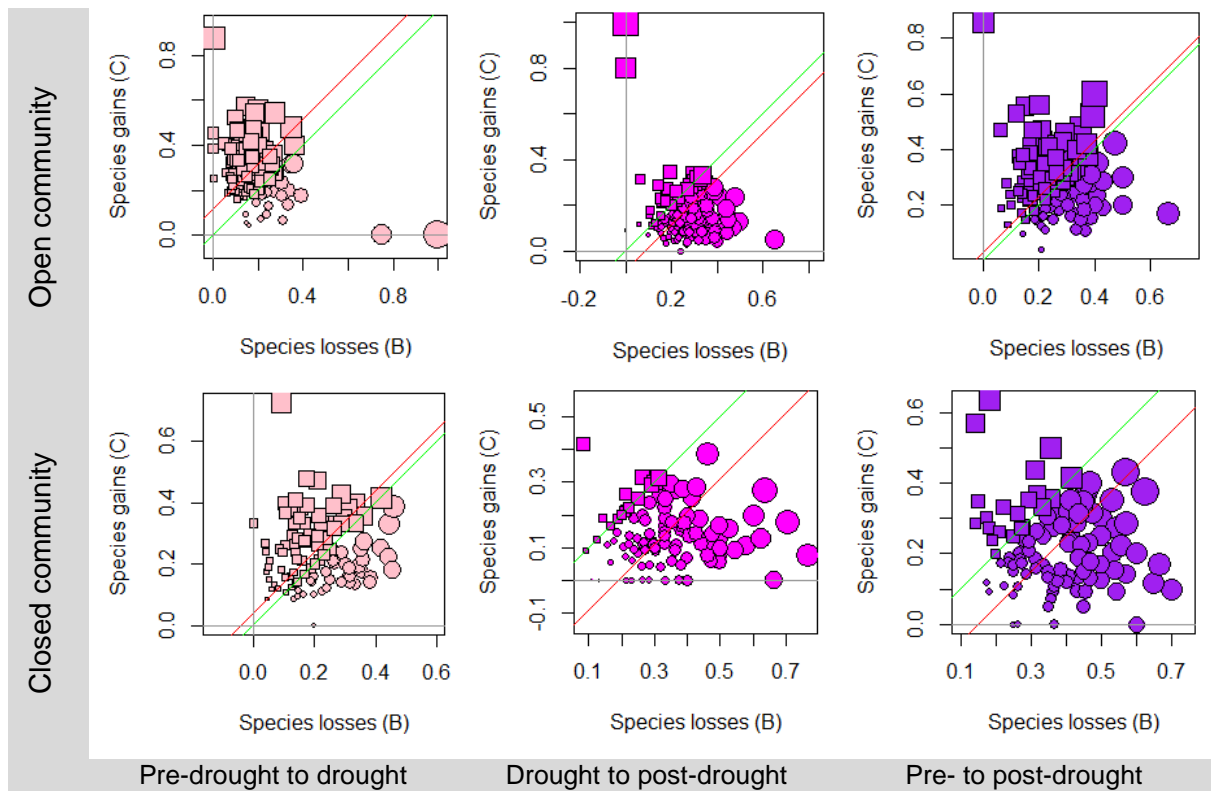 Open community
Species gains (C)
0.8
0.4
0.0
0.0 0.4 0.8
Species losses (B)
Species gains (C)
0.8
0.4
0.0
-0.2 0.2 0.6
Species losses (B)
Species gains (C)
0.8
0.6
0.4
0.2
0.0 0.2 0.4 0.6
Species losses (B)
Closed community
Species gains (C)
0.6
0.4
0.2
0.0
0.0 0.2 0.4 0.6
Species losses (B)
Species gains (C)
0.5
0.3
0.1
-0.1
0.1 0.3 0.5 0.7
Species losses (B)
Species gains (C)
0.6
0.4
0.2
0.0
0.1 0.3 0.5 0.7
Species losses (B)
Pre-drought to drought
Drought to post-drought
Pre- to post-drought